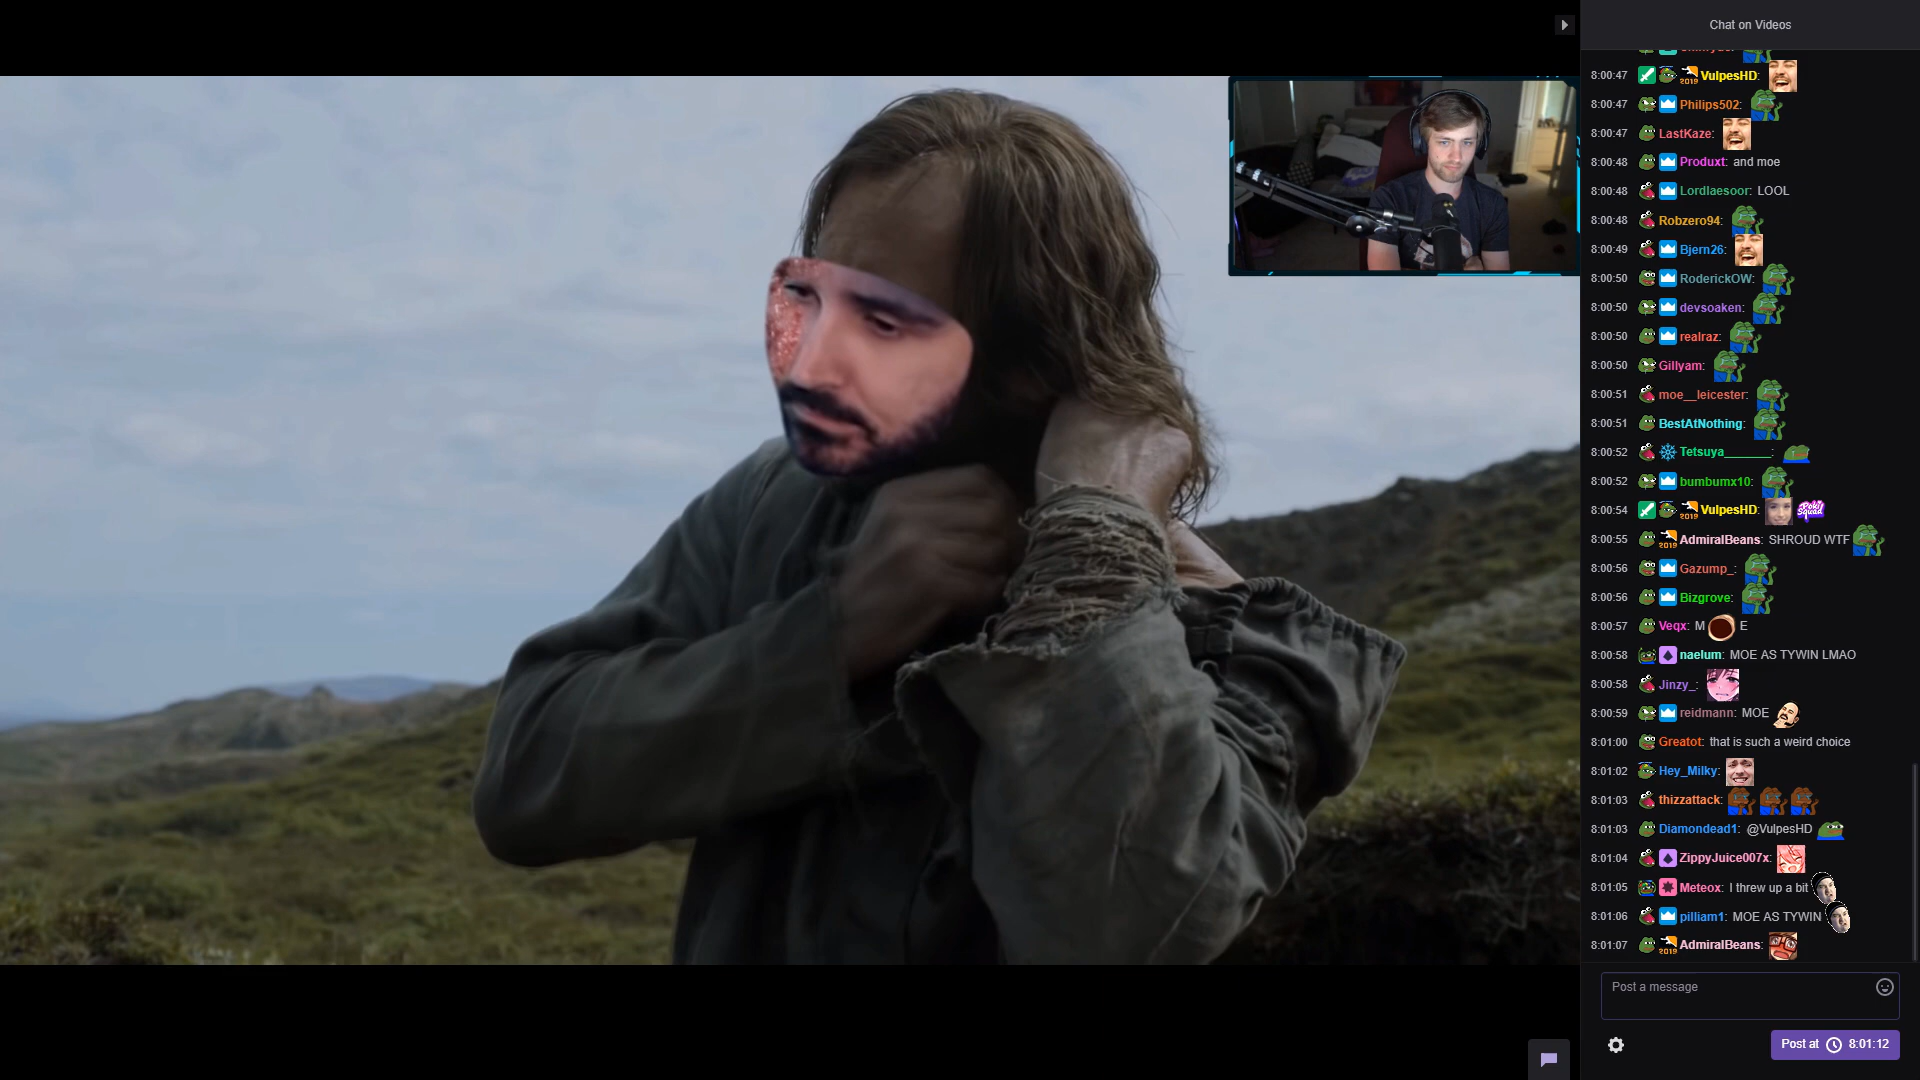 Chat on Videos
8:00:47 2019 VulpesHD:
8:00:47 Philips502:
8:00:47 LastKaze:
8:00:48 Produxt: and moe
8:00:48 Lordlaesoor: LOOL
8:00:48 Robzero94:
8:00:49 Bjern26:
8:00:50 RoderickOW:
8:00:50 devsoaken:
8:00:50 realraz:
8:00:50 Gillyam:
8:00:51 moe__leicester:
8:00:51 BestAtNothing:
8:00:52 Tetsuya_______:
8:00:52 bumbumx10:
8:00:54 2019 VulpesHD: Poki Squad
8:00:55 2019 AdmiralBeans: SHROUD WTF
8:00:56 Gazump_:
8:00:56 Bizgrove:
8:00:57 Veqx: M E
8:00:58 naelum: MOE AS TYWIN LMAO
8:00:58 Jinzy_:
8:00:59 reidmann: MOE
8:01:00 Greatot: that is such a weird choice
8:01:02 Hey_Milky:
8:01:03 thizzattack:
8:01:03 Diamondead1: @VulpesHD
8:01:04 ZippyJuice007x:
8:01:05 Meteox: I threw up a bit
8:01:06 pilliam1: MOE AS TYWIN
8:01:07 2019 AdmiralBeans:
Post a message
Post at 8:01:12